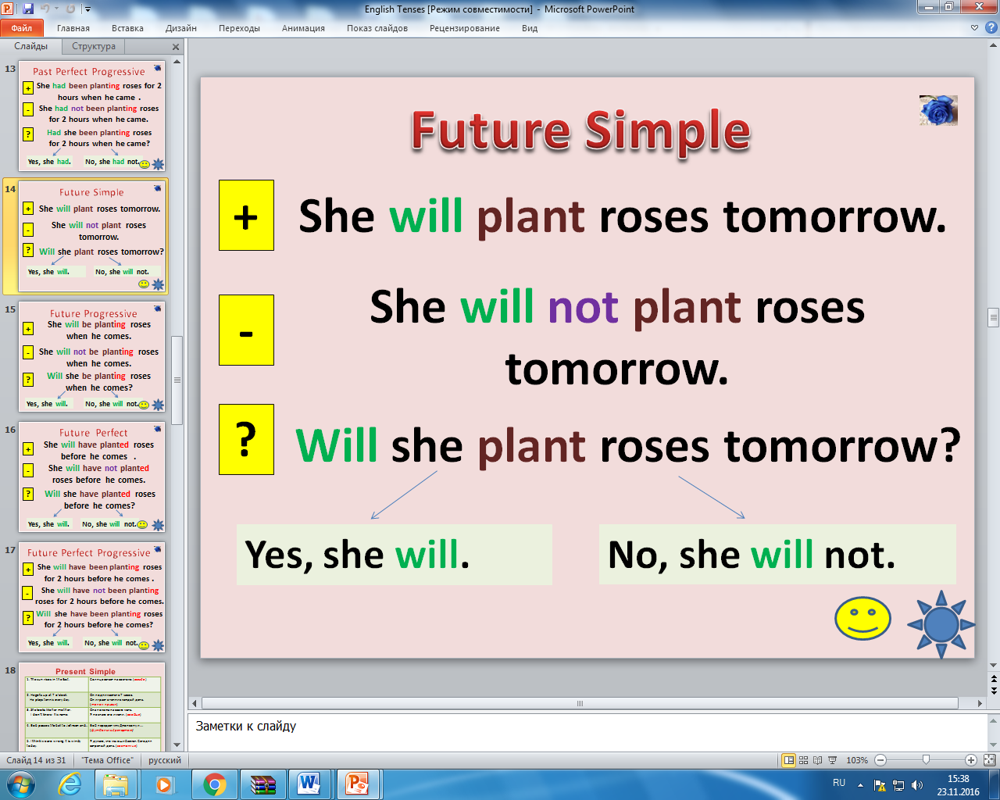 English Tenses [Режим совместимости] - Microsoft PowerPoint
Файл Главная Вставка Дизайн Переходы Анимация Показ слайдов Рецензирование Вид
Слайды Структура
13
Past Perfect Progressive
+ She had been planting roses for 2
hours when he came .
- She had not been planting roses
for 2 hours when he came.
? Had she been planting roses
for 2 hours when he came?
Yes, she had. No, she had not.
14
Future Simple
+ She will plant roses tomorrow.
- She will not plant roses
tomorrow.
? Will she plant roses tomorrow?
Yes, she will. No, she will not.
15
Future Progressive
+ She will be planting roses
when he comes.
- She will not be planting roses
when he comes.
? Will she be planting roses
when he comes?
Yes, she will. No, she will not.
16
Future Perfect
+ She will have planted roses
before he comes .
- She will have not planted
roses before he comes.
? Will she have planted roses
before he comes?
Yes, she will. No, she will not.
17
Future Perfect Progressive
+ She will have been planting roses
for 2 hours before he comes .
- She will have not been planting
roses for 2 hours before he comes.
? Will she have been planting roses
for 2 hours before he comes?
Yes, she will. No, she will not.
18
Present Simple
Future Simple
+ She will plant roses tomorrow.
- She will not plant roses
tomorrow.
? Will she plant roses tomorrow?
Yes, she will. No, she will not.
Заметки к слайду
Слайд 14 из 31 "Тема Office" русский 103%
RU 15:38
23.11.2016